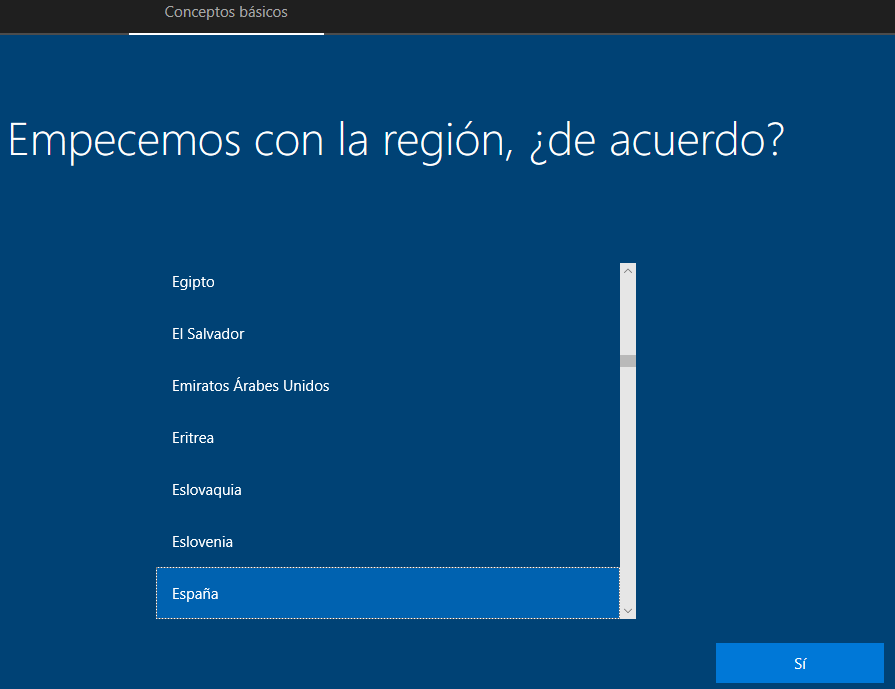 Conceptos básicos
Empecemos con la región, ¿de acuerdo?
Egipto
El Salvador
Emiratos Árabes Unidos
Eritrea
Eslovaquia
Eslovenia
España
Sí